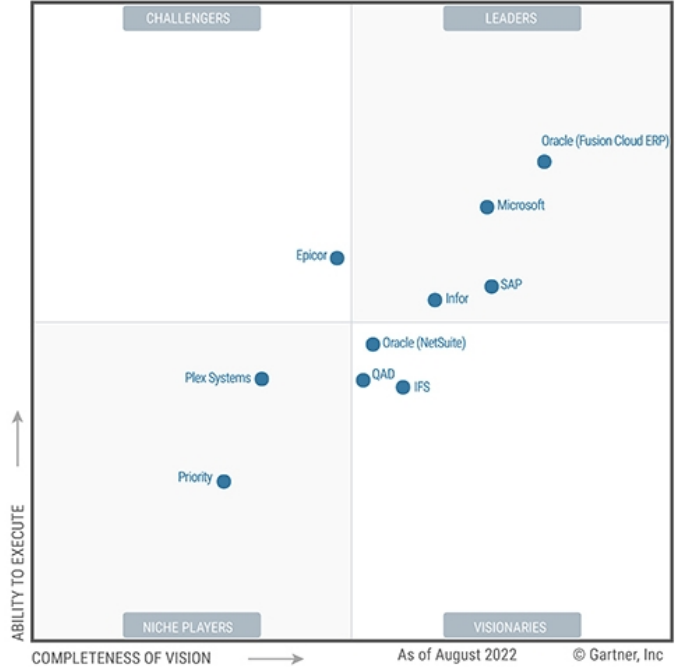 CHALLENGERS
LEADERS
Oracle (Fusion Cloud ERP)
Microsoft
Epicor
SAP
Infor
Oracle (NetSuite)
QAD
Plex Systems
IFS
Priority
ABILITY TO EXECUTE
NICHE PLAYERS
VISIONARIES
COMPLETENESS OF VISION
As of August 2022
© Gartner, Inc